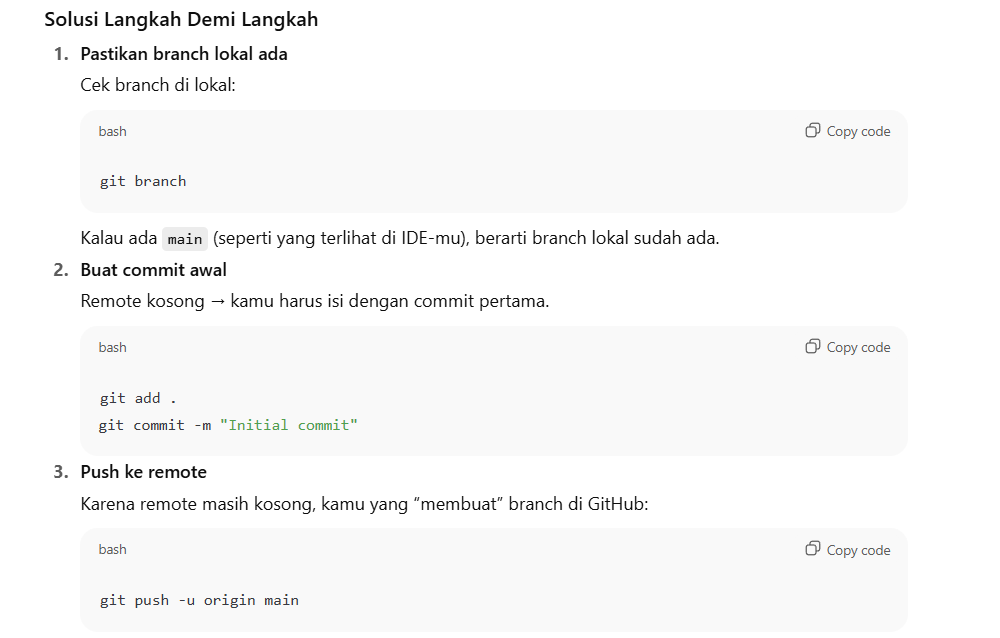 Solusi Langkah Demi Langkah
1. Pastikan branch lokal ada
Cek branch di lokal:
bash
Copy code
git branch
Kalau ada main (seperti yang terlihat di IDE-mu), berarti branch lokal sudah ada.
2. Buat commit awal
Remote kosong → kamu harus isi dengan commit pertama.
bash
Copy code
git add .
git commit -m "Initial commit"
3. Push ke remote
Karena remote masih kosong, kamu yang “membuat” branch di GitHub:
bash
Copy code
git push -u origin main